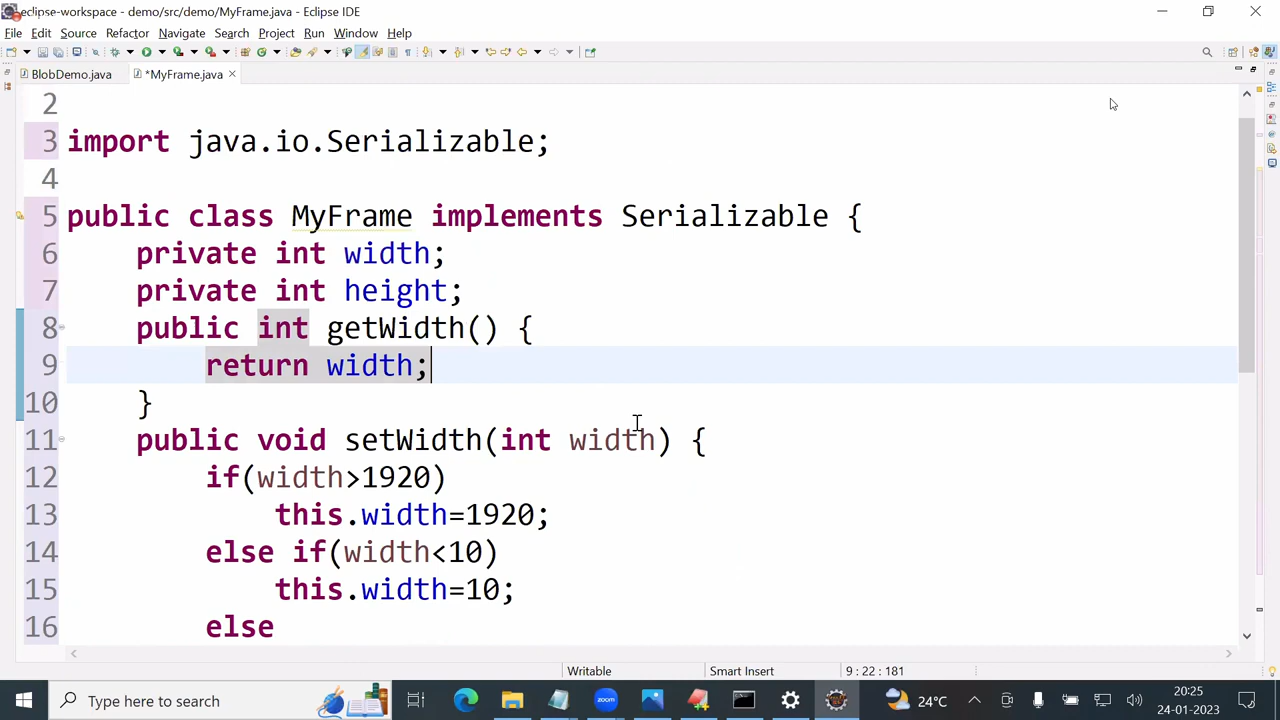 eclipse-workspace - demo/src/demo/MyFrame.java - Eclipse IDE
File Edit Source Refactor Navigate Search Project Run Window Help
BlobDemo.java *MyFrame.java
2
3 import java.io.Serializable;
4
5 public class MyFrame implements Serializable {
6 private int width;
7 private int height;
8 public int getWidth() {
9 return width;
10 }
11 public void setWidth(int width) {
12 if(width>1920)
13 this.width=1920;
14 else if(width<10)
15 this.width=10;
16 else
Writable Smart Insert 9 : 22 : 181
Type here to search 24°C 20:25
24-01-2023